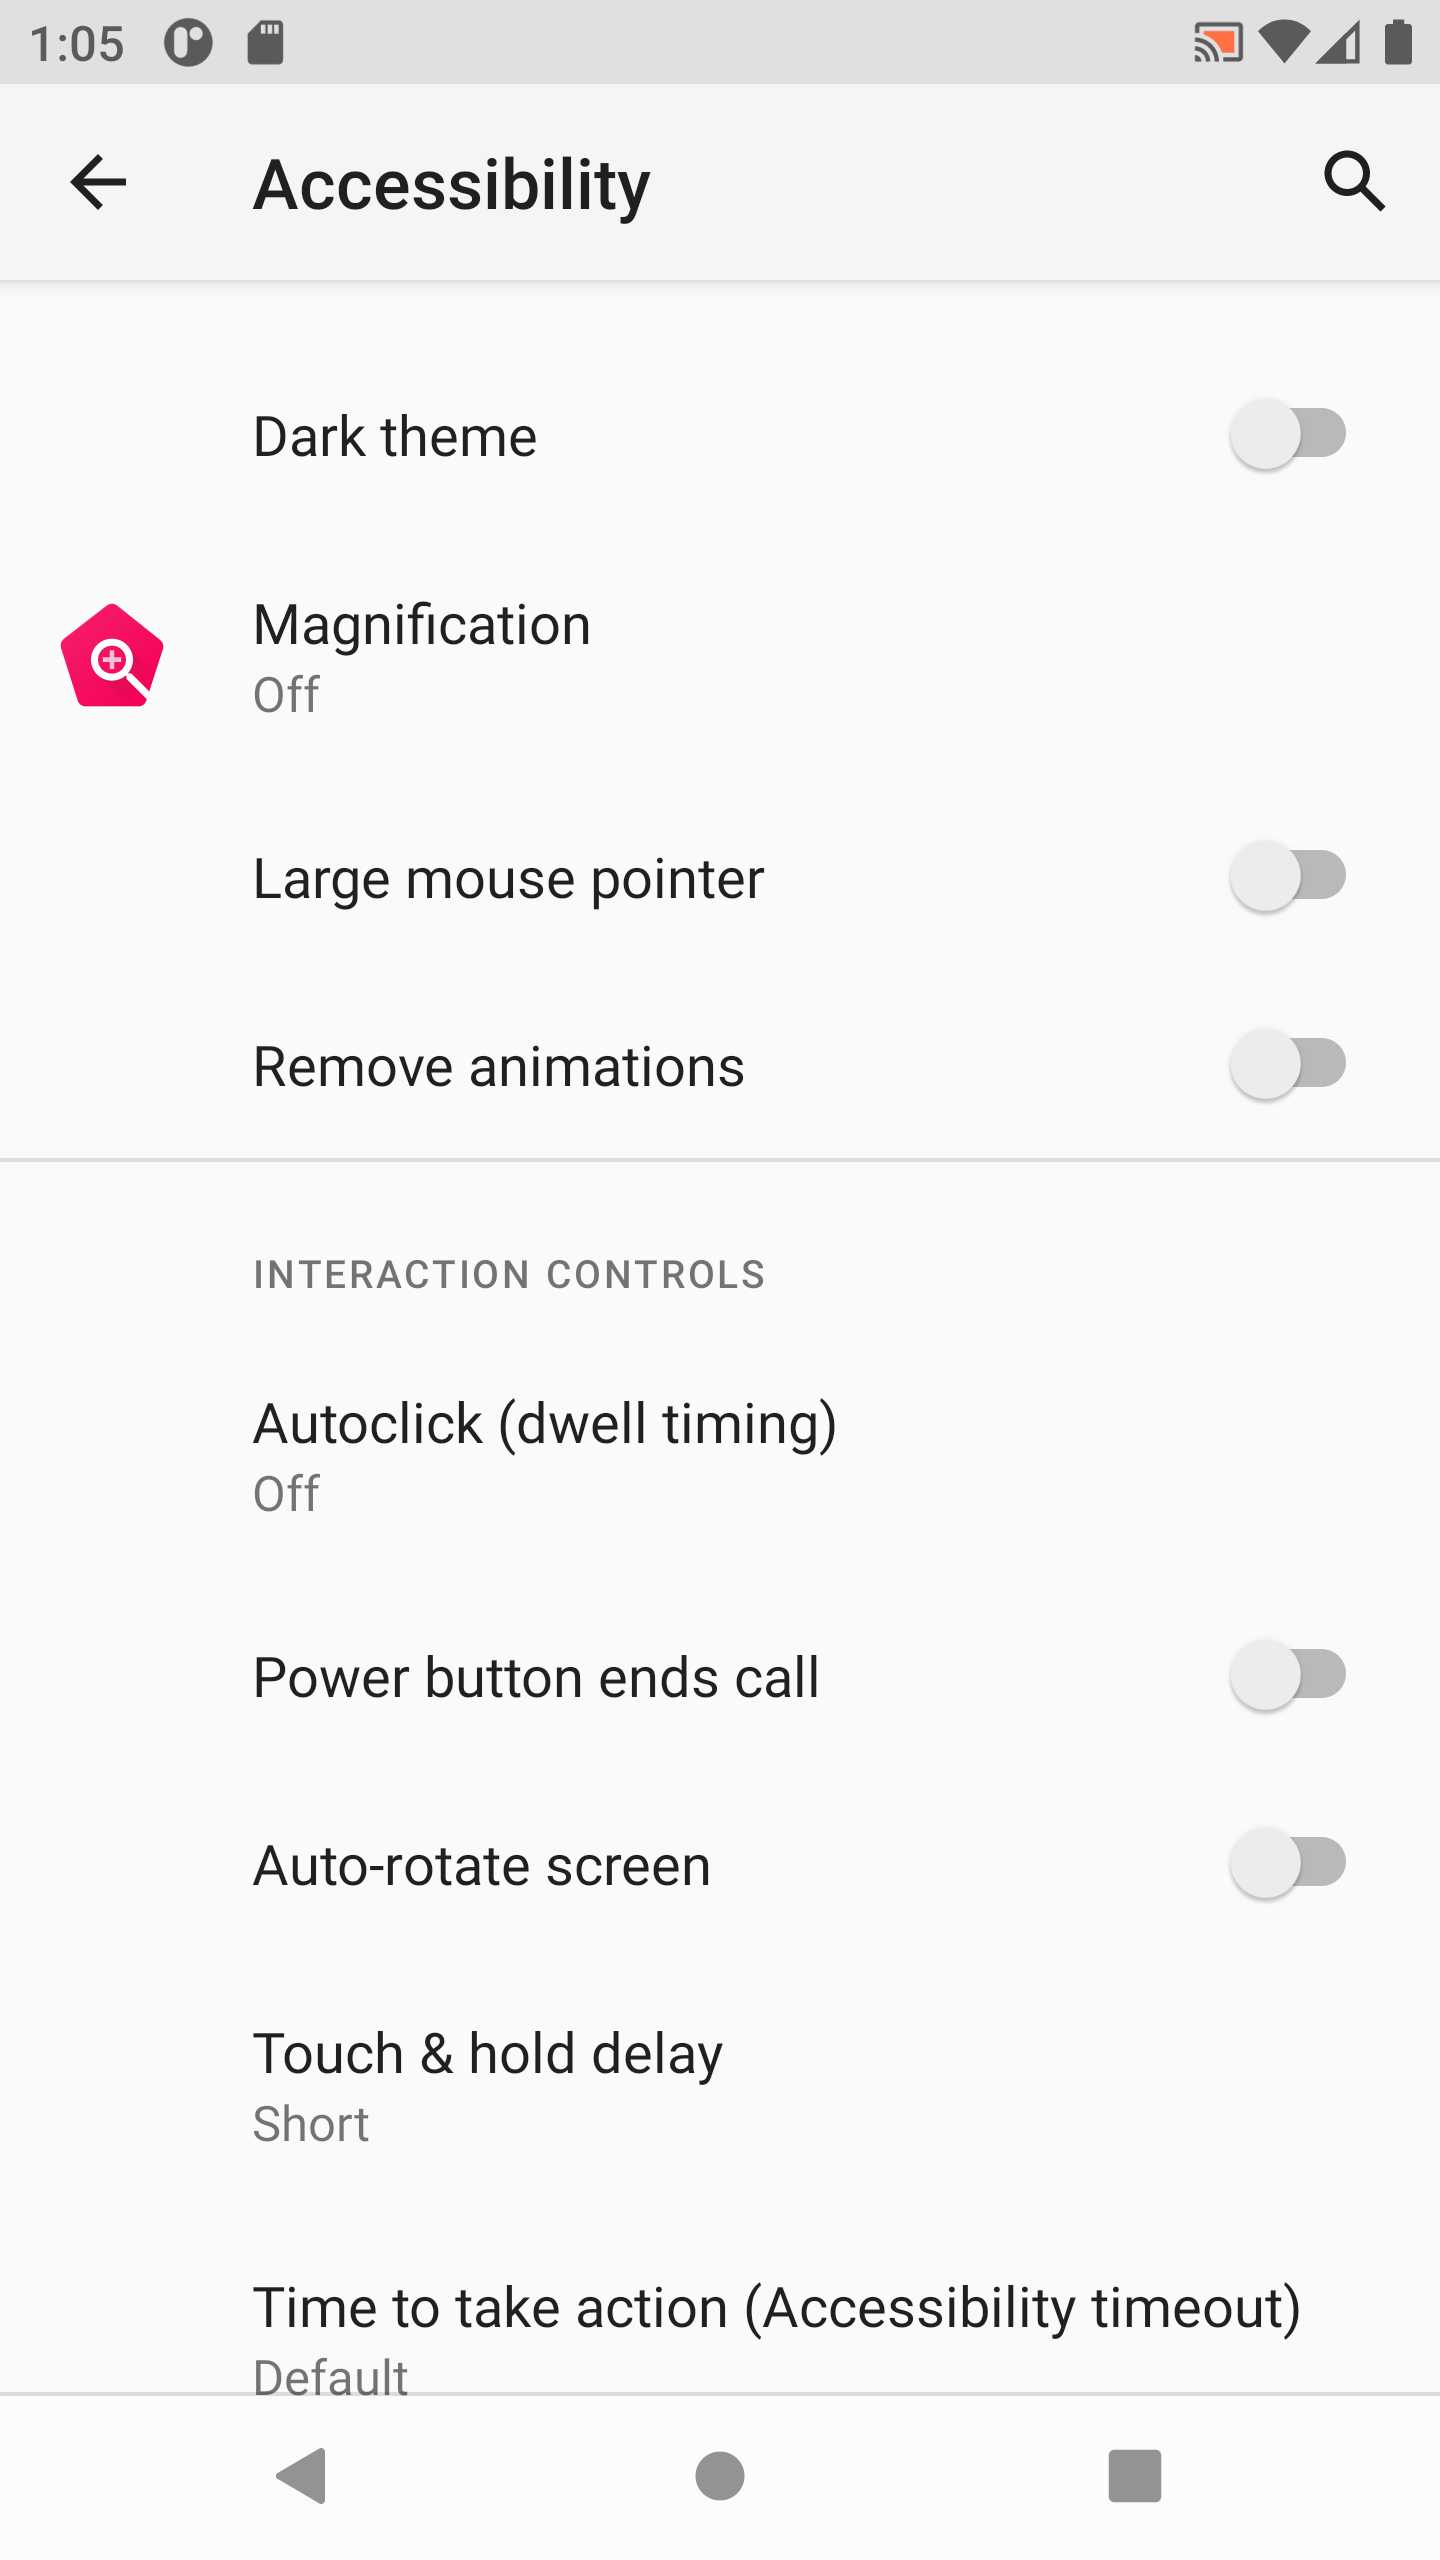 1:05
Accessibility
Dark theme
Magnification
Off
Large mouse pointer
Remove animations
INTERACTION CONTROLS
Autoclick (dwell timing)
Off
Power button ends call
Auto-rotate screen
Touch & hold delay
Short
Time to take action (Accessibility timeout)
Default